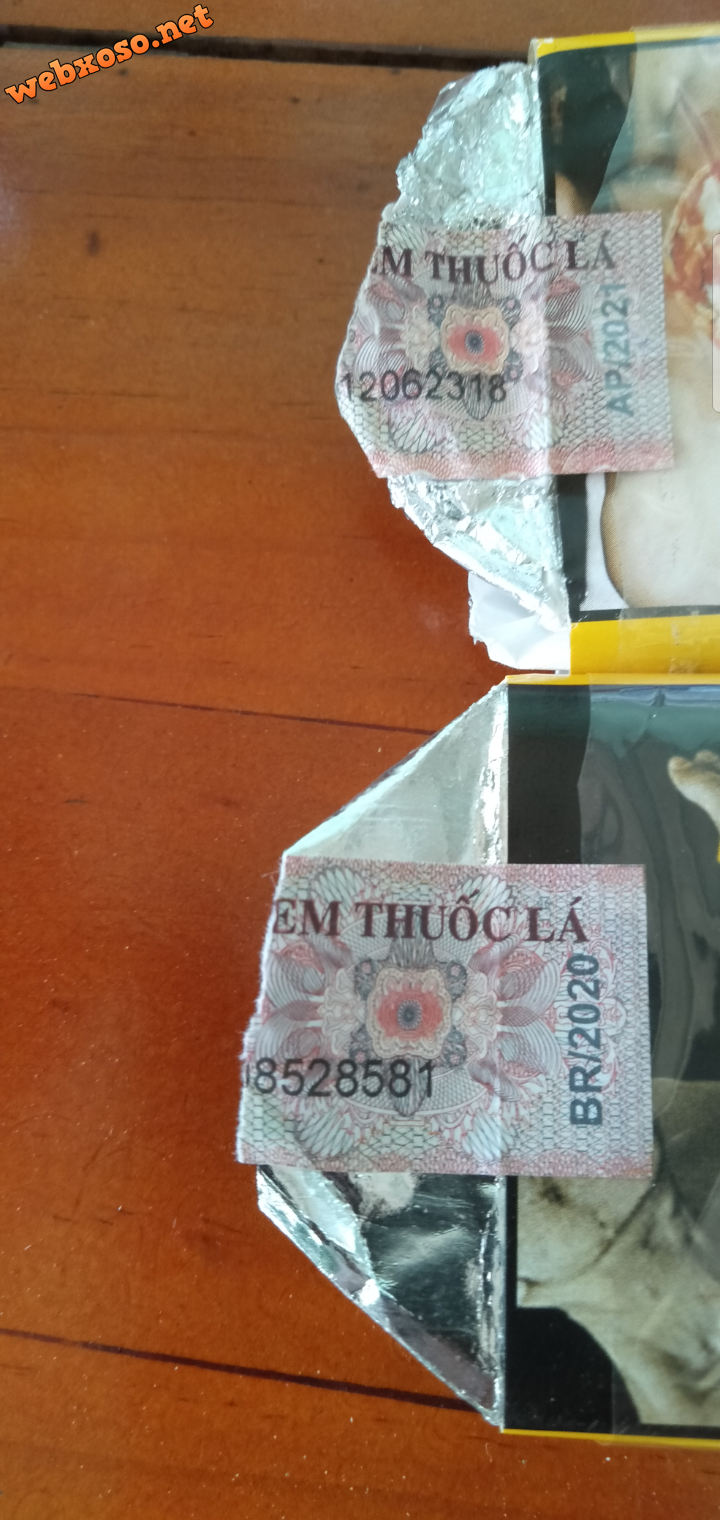 webxoso.net
EM THUỐC LÁ
12062318
AP/2021
EM THUỐC LÁ
8528581
BR/2020